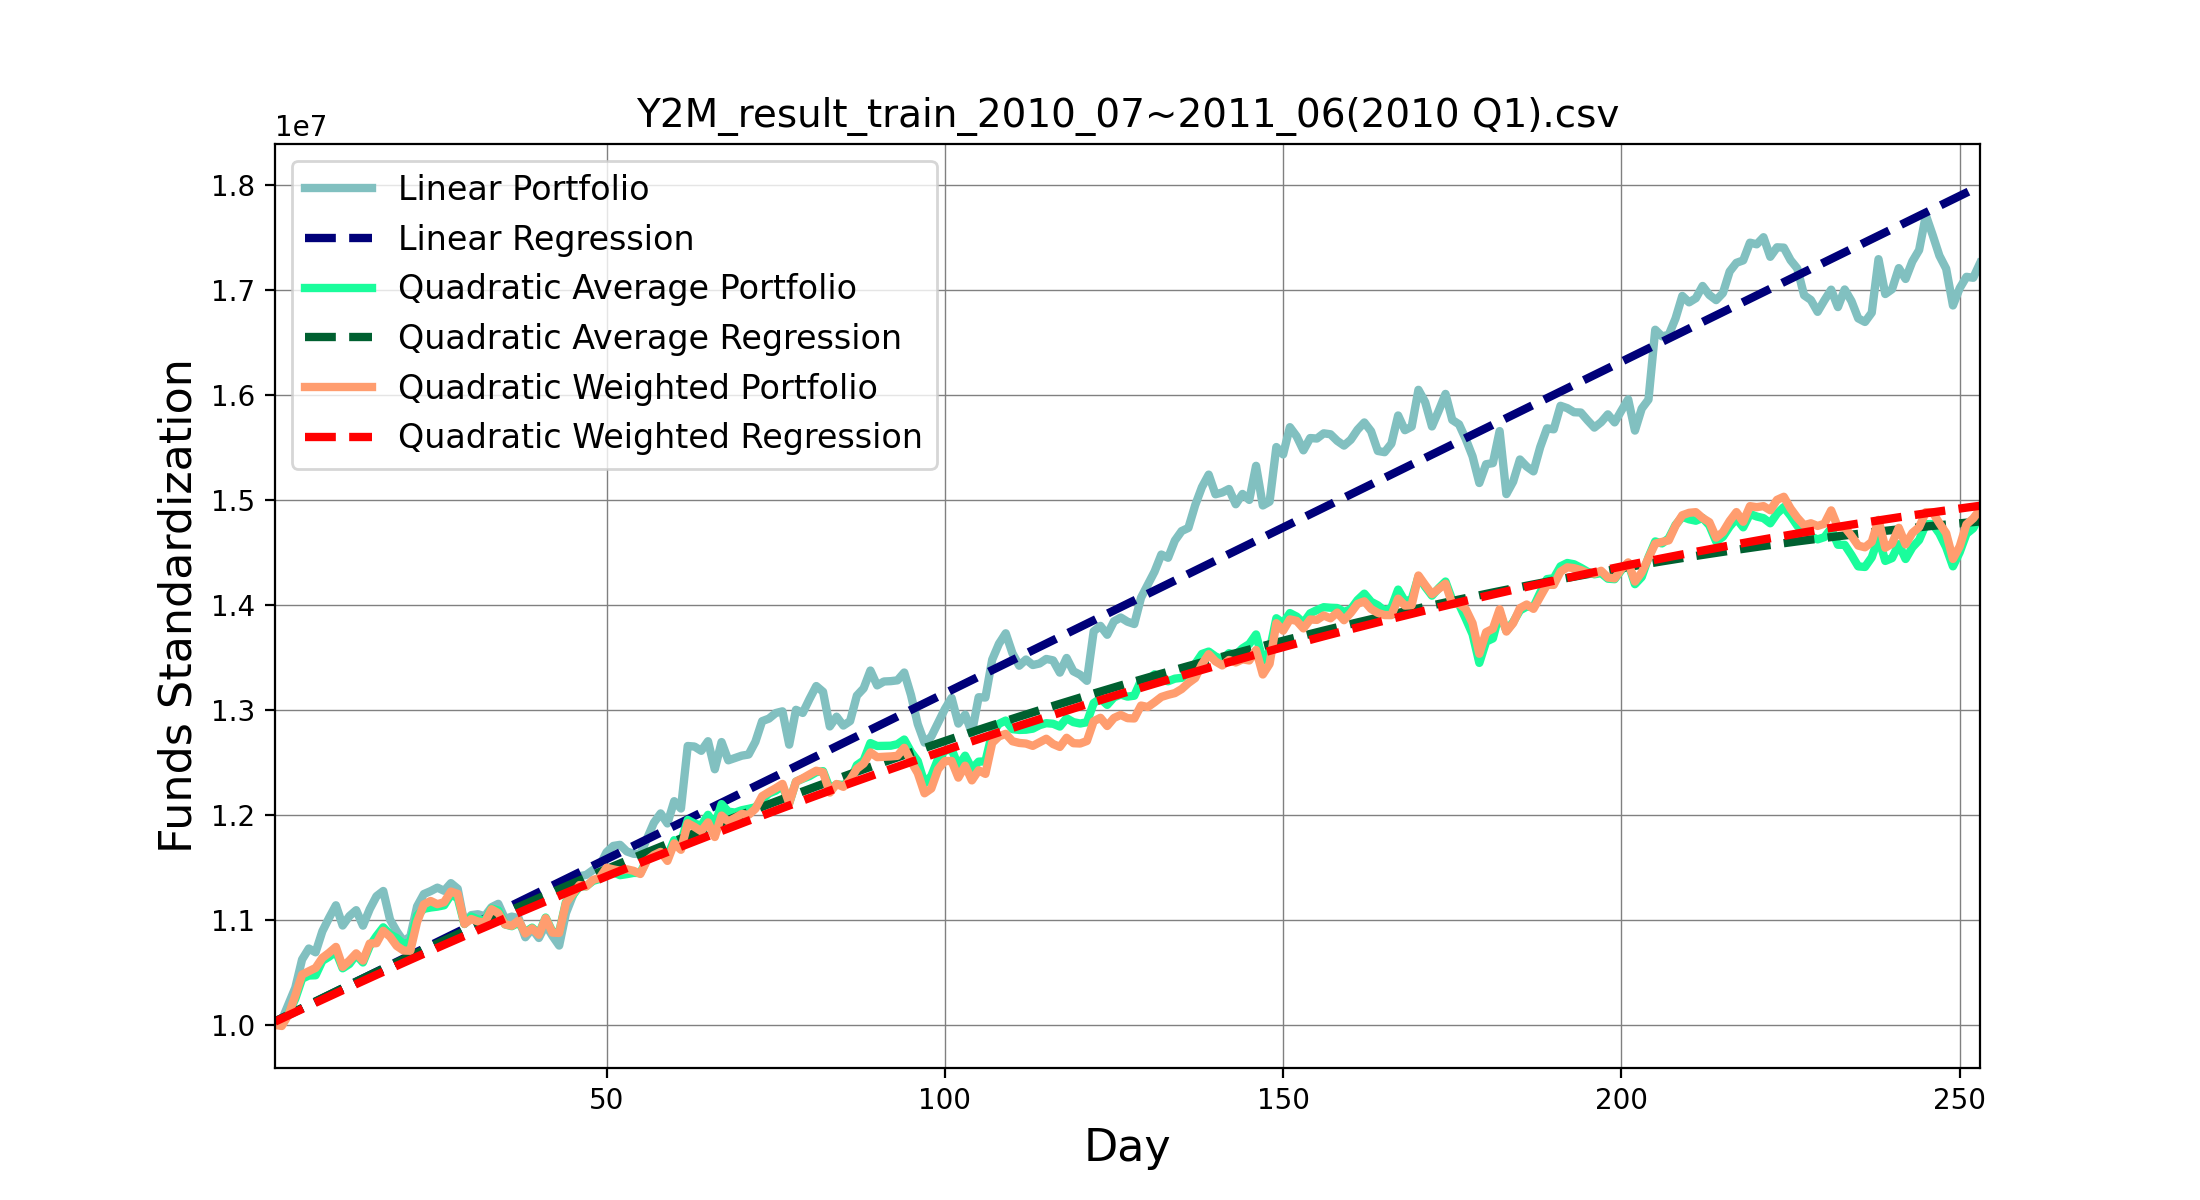 Y2M_result_train_2010_07~2011_06(2010 Q1).csv
1e7
Linear Portfolio
Linear Regression
Quadratic Average Portfolio
Quadratic Average Regression
Quadratic Weighted Portfolio
Quadratic Weighted Regression
1.8
1.7
1.6
1.5
1.4
1.3
1.2
1.1
1.0
Funds Standardization
50
100
150
200
250
Day